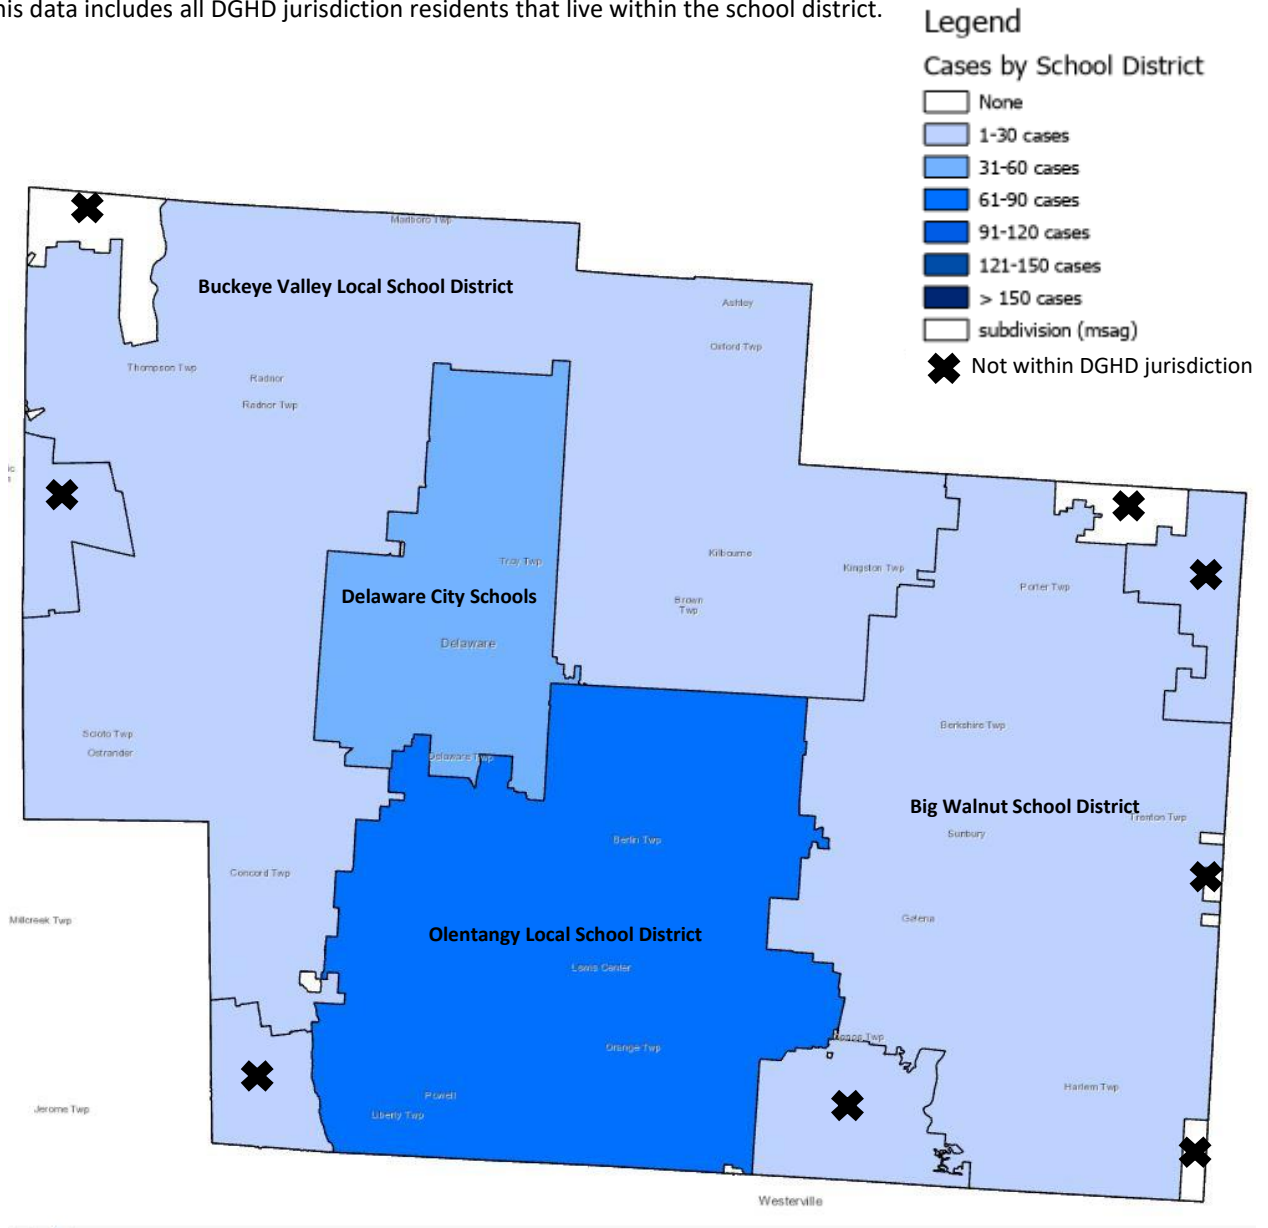 his data includes all DGHD jurisdiction residents that live within the school district.
Legend
Cases by School District
None
1-30 cases
31-60 cases
61-90 cases
91-120 cases
121-150 cases
> 150 cases
subdivision (msag)
Not within DGHD jurisdiction
Marlboro Twp
Buckeye Valley Local School District
Ashley
Oxford Twp
Thompson Twp
Radnor
Radnor Twp
ic
Troy Twp
Kilbourne
Kingston Twp
Porter Twp
Delaware City Schools
Brown
Twp
Delaware
Berkshire Twp
Scioto Twp
Ostrander
Delaware Twp
Big Walnut School District
Trenton Twp
Sunbury
Berlin Twp
Concord Twp
Millcreek Twp
Galena
Olentangy Local School District
Lewis Center
Orange Twp
Harlem Twp
Powell
Liberty Twp
Jerome Twp
Westerville